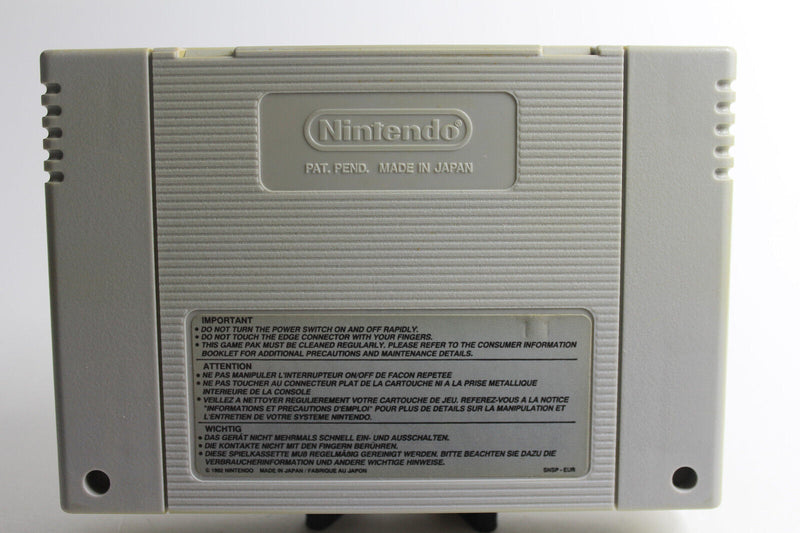 Nintendo®
PAT. PEND. MADE IN JAPAN
IMPORTANT
• DO NOT TURN THE POWER SWITCH ON AND OFF RAPIDLY.
• DO NOT TOUCH THE EDGE CONNECTOR WITH YOUR FINGERS.
• THIS GAME PAK MUST BE CLEANED REGULARLY. PLEASE REFER TO THE CONSUMER INFORMATION
BOOKLET FOR ADDITIONAL PRECAUTIONS AND MAINTENANCE DETAILS.
ATTENTION
• NE PAS MANIPULER L'INTERRUPTEUR ON/OFF DE FACON REPETEE
• NE PAS TOUCHER AU CONNECTEUR PLAT DE LA CARTOUCHE NI A LA PRISE METALLIQUE
INTERIEURE DE LA CONSOLE
• VEILLEZ A NETTOYER REGULIEREMENT VOTRE CARTOUCHE DE JEU. REFEREZ-VOUS A LA NOTICE
"INFORMATIONS ET PRECAUTIONS D'EMPLOI" POUR PLUS DE DETAILS SUR LA MANIPULATION ET
L'ENTRETIEN DE VOTRE SYSTEME NINTENDO.
WICHTIG
• DAS GERÄT NICHT MEHRMALS SCHNELL EIN- UND AUSSCHALTEN.
• DIE KONTAKTE NICHT MIT DEN FINGERN BERÜHREN.
• DIESE SPIELKASSETTE MUß REGELMÄßIG GEREINIGT WERDEN. BITTE BEACHTEN SIE DAZU DIE
VERBRAUCHERINFORMATION UND ANDERE WICHTIGE HINWEISE.
© 1992 NINTENDO MADE IN JAPAN / FABRIQUE AU JAPON SNSP-EUR